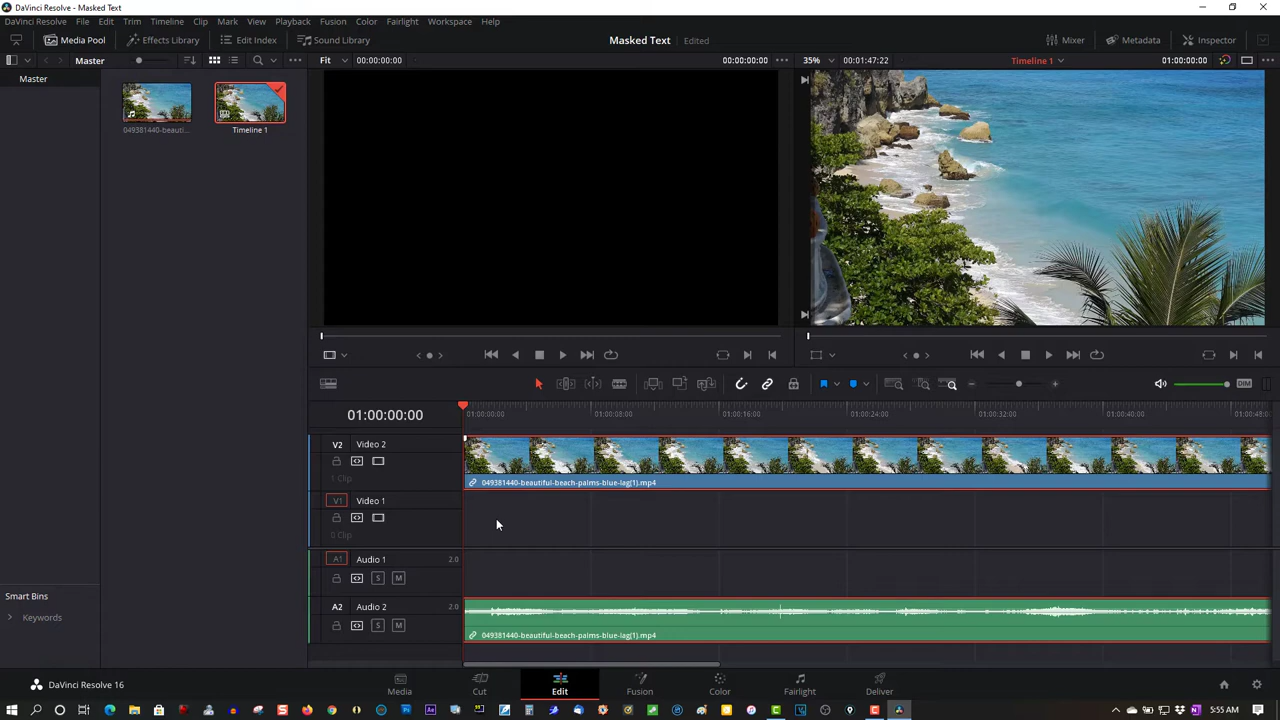 DaVinci Resolve - Masked Text
DaVinci Resolve File Edit Trim Timeline Clip Mark View Playback Fusion Color Fairlight Workspace Help
Media Pool Effects Library Edit Index Sound Library Masked Text Edited Mixer Metadata Inspector
Master Fit 00:00:00:00 00:00:00:00 35% 00:01:47:22 Timeline 1 01:00:00:00
Master
049381440-beauti... Timeline 1
01:00:00:00 01:00:00:00 01:00:08:00 01:00:16:00 01:00:24:00 01:00:32:00 01:00:40:00 01:00:48:00
DIM
V2 Video 2
1 Clip
049381440-beautiful-beach-palms-blue-lag(1).mp4
V1 Video 1
0 Clip
A1 Audio 1 2.0
S M
A2 Audio 2 2.0
S M
049381440-beautiful-beach-palms-blue-lag(1).mp4
Smart Bins
Keywords
DaVinci Resolve 16
Media Cut Edit Fusion Color Fairlight Deliver
5:55 AM